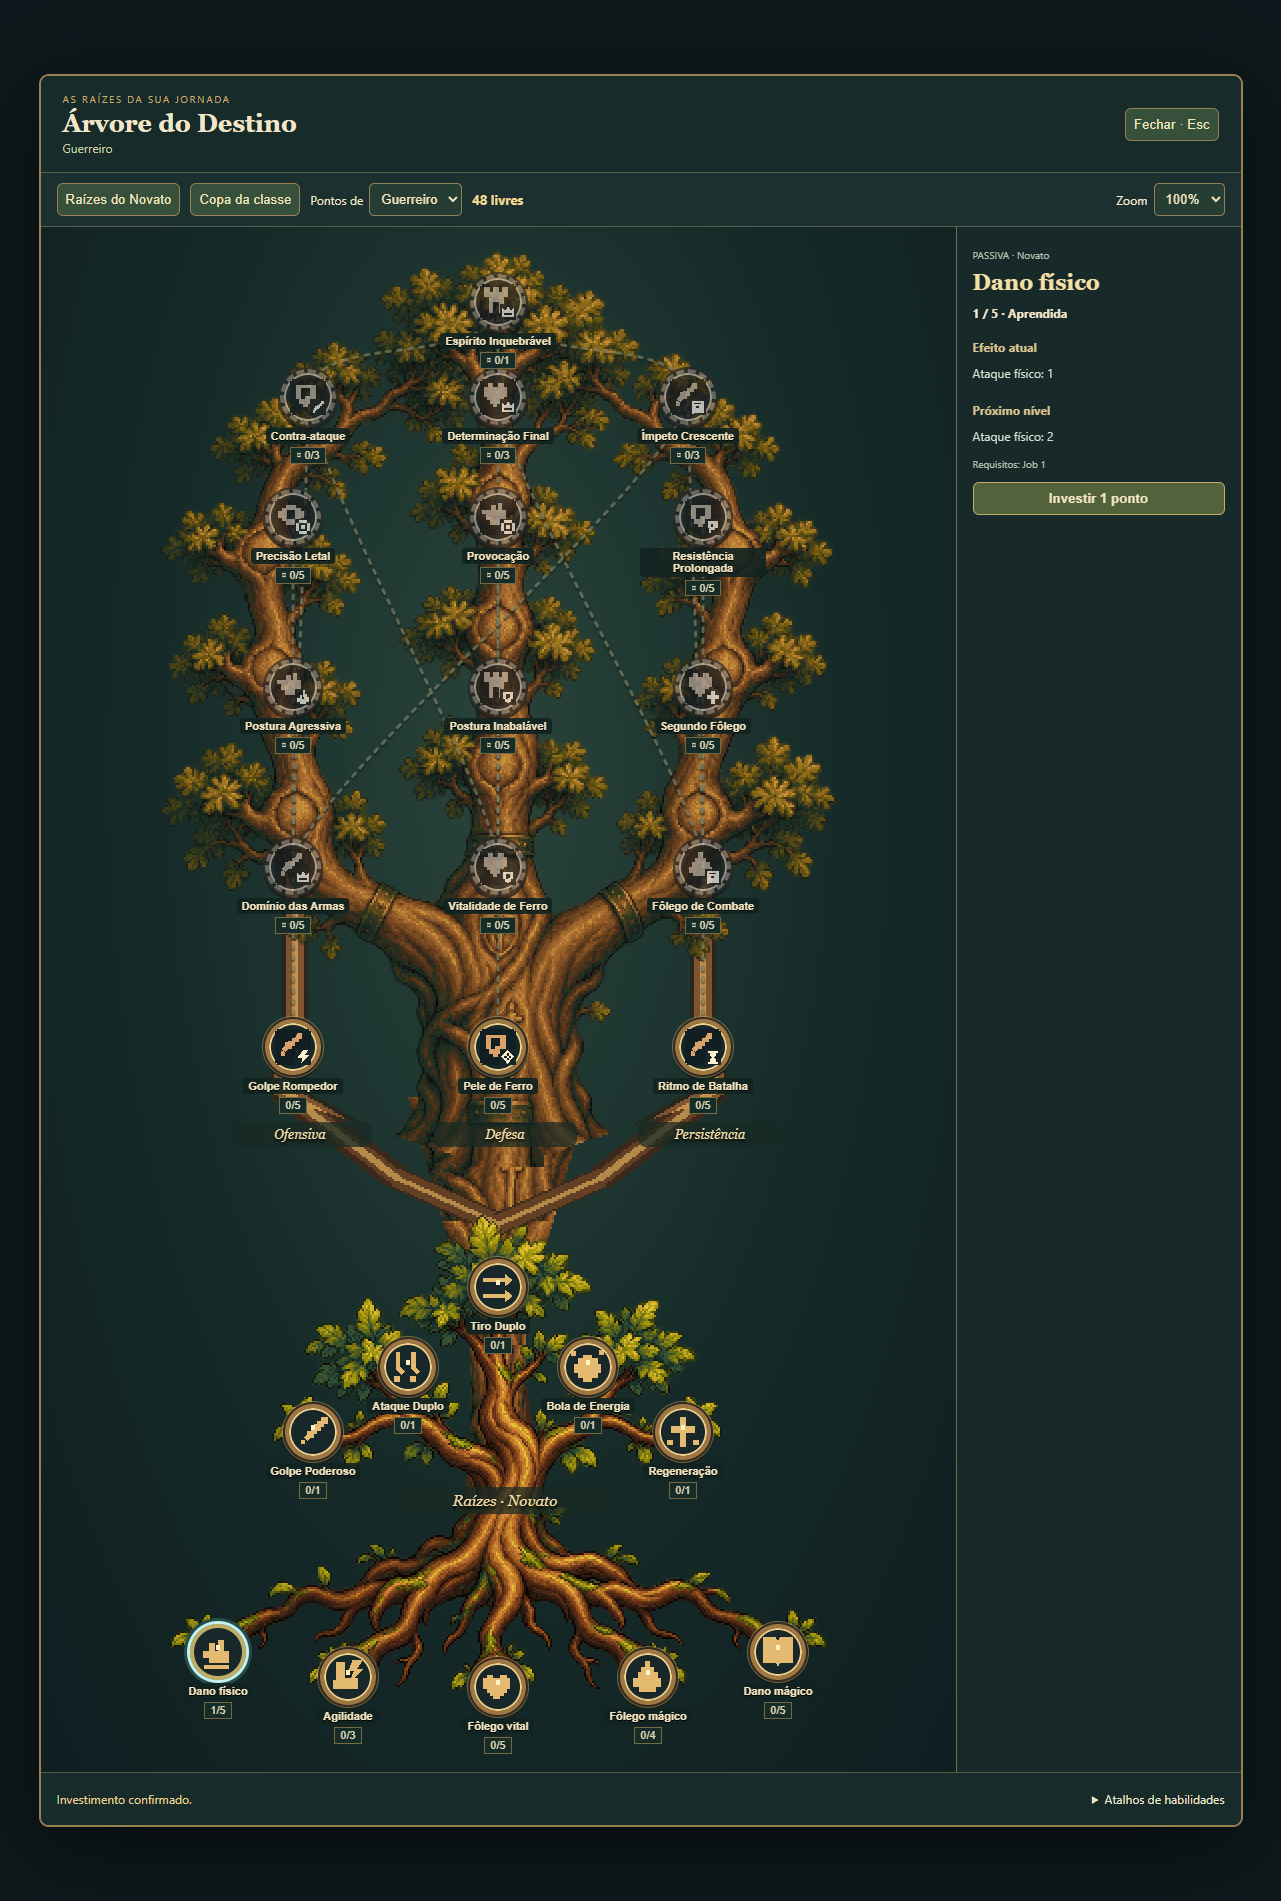 AS RAÍZES DA SUA JORNADA
Árvore do Destino
Guerreiro
Fechar · Esc
Raízes do Novato
Copa da classe
Pontos de
Guerreiro
48 livres
Zoom
100%
Espírito Inquebrável
¤ 0/1
Contra-ataque
¤ 0/3
Determinação Final
¤ 0/3
Ímpeto Crescente
¤ 0/3
Precisão Letal
¤ 0/5
Provocação
¤ 0/5
Resistência
Prolongada
¤ 0/5
Postura Agressiva
¤ 0/5
Postura Inabalável
¤ 0/5
Segundo Fôlego
¤ 0/5
Domínio das Armas
¤ 0/5
Vitalidade de Ferro
¤ 0/5
Fôlego de Combate
¤ 0/5
Golpe Rompedor
0/5
Pele de Ferro
0/5
Ritmo de Batalha
0/5
Ofensiva
Defesa
Persistência
Tiro Duplo
0/1
Ataque Duplo
0/1
Bola de Energia
0/1
Golpe Poderoso
0/1
Regeneração
0/1
Raízes · Novato
Dano físico
1/5
Agilidade
0/3
Fôlego vital
0/5
Fôlego mágico
0/4
Dano mágico
0/5
PASSIVA · Novato
Dano físico
1 / 5 · Aprendida
Efeito atual
Ataque físico: 1
Próximo nível
Ataque físico: 2
Requisitos: Job 1
Investir 1 ponto
Investimento confirmado.
▶ Atalhos de habilidades